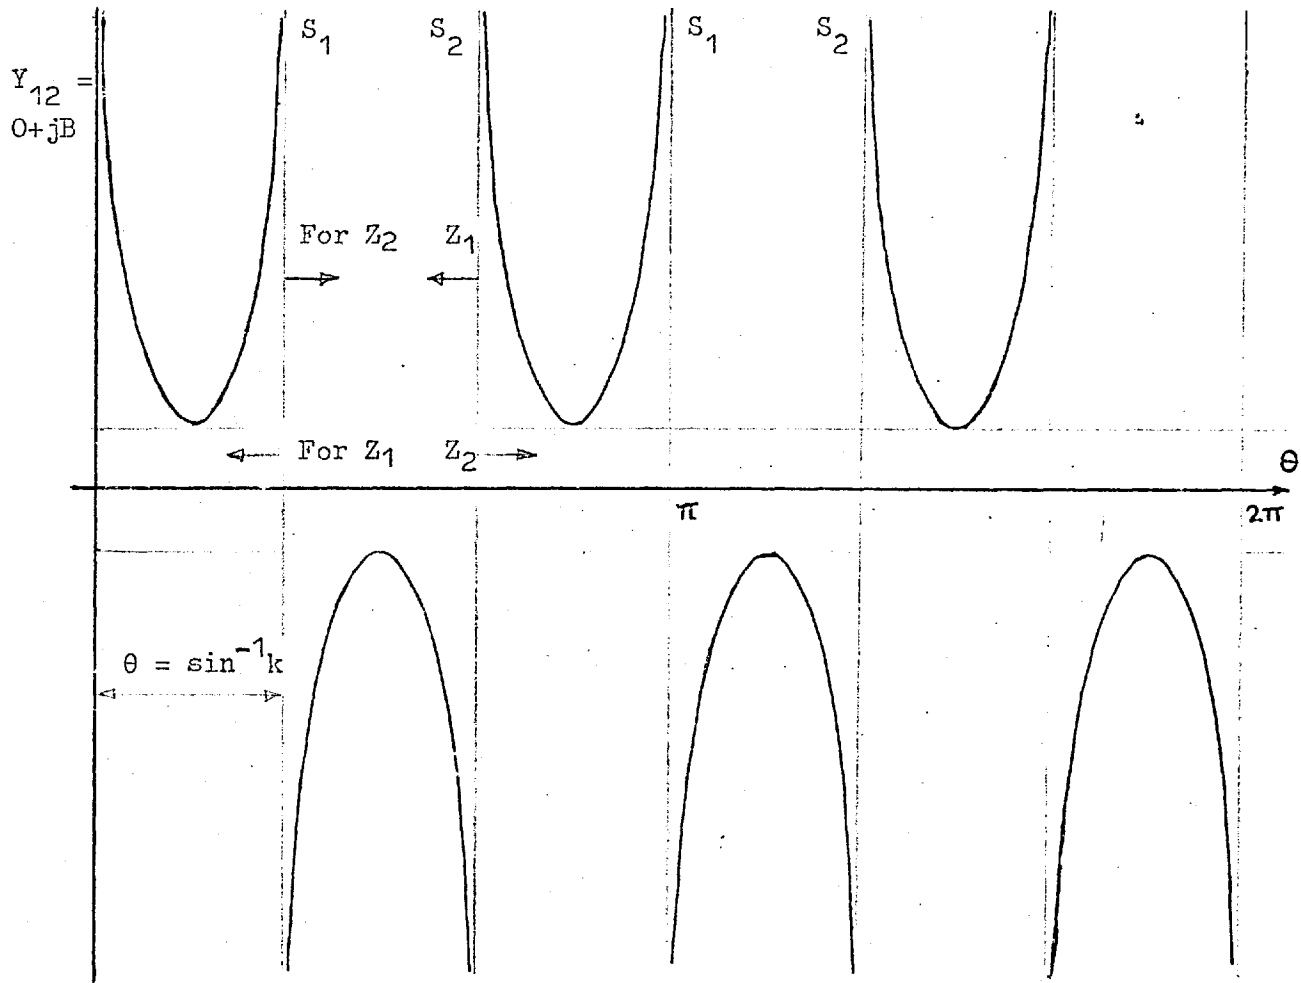 S₁ S₂ S₁ S₂
Y₁₂ =
0+jB
For Z₂ Z₁
For Z₁ Z₂
θ
π 2π
θ = sin⁻¹k